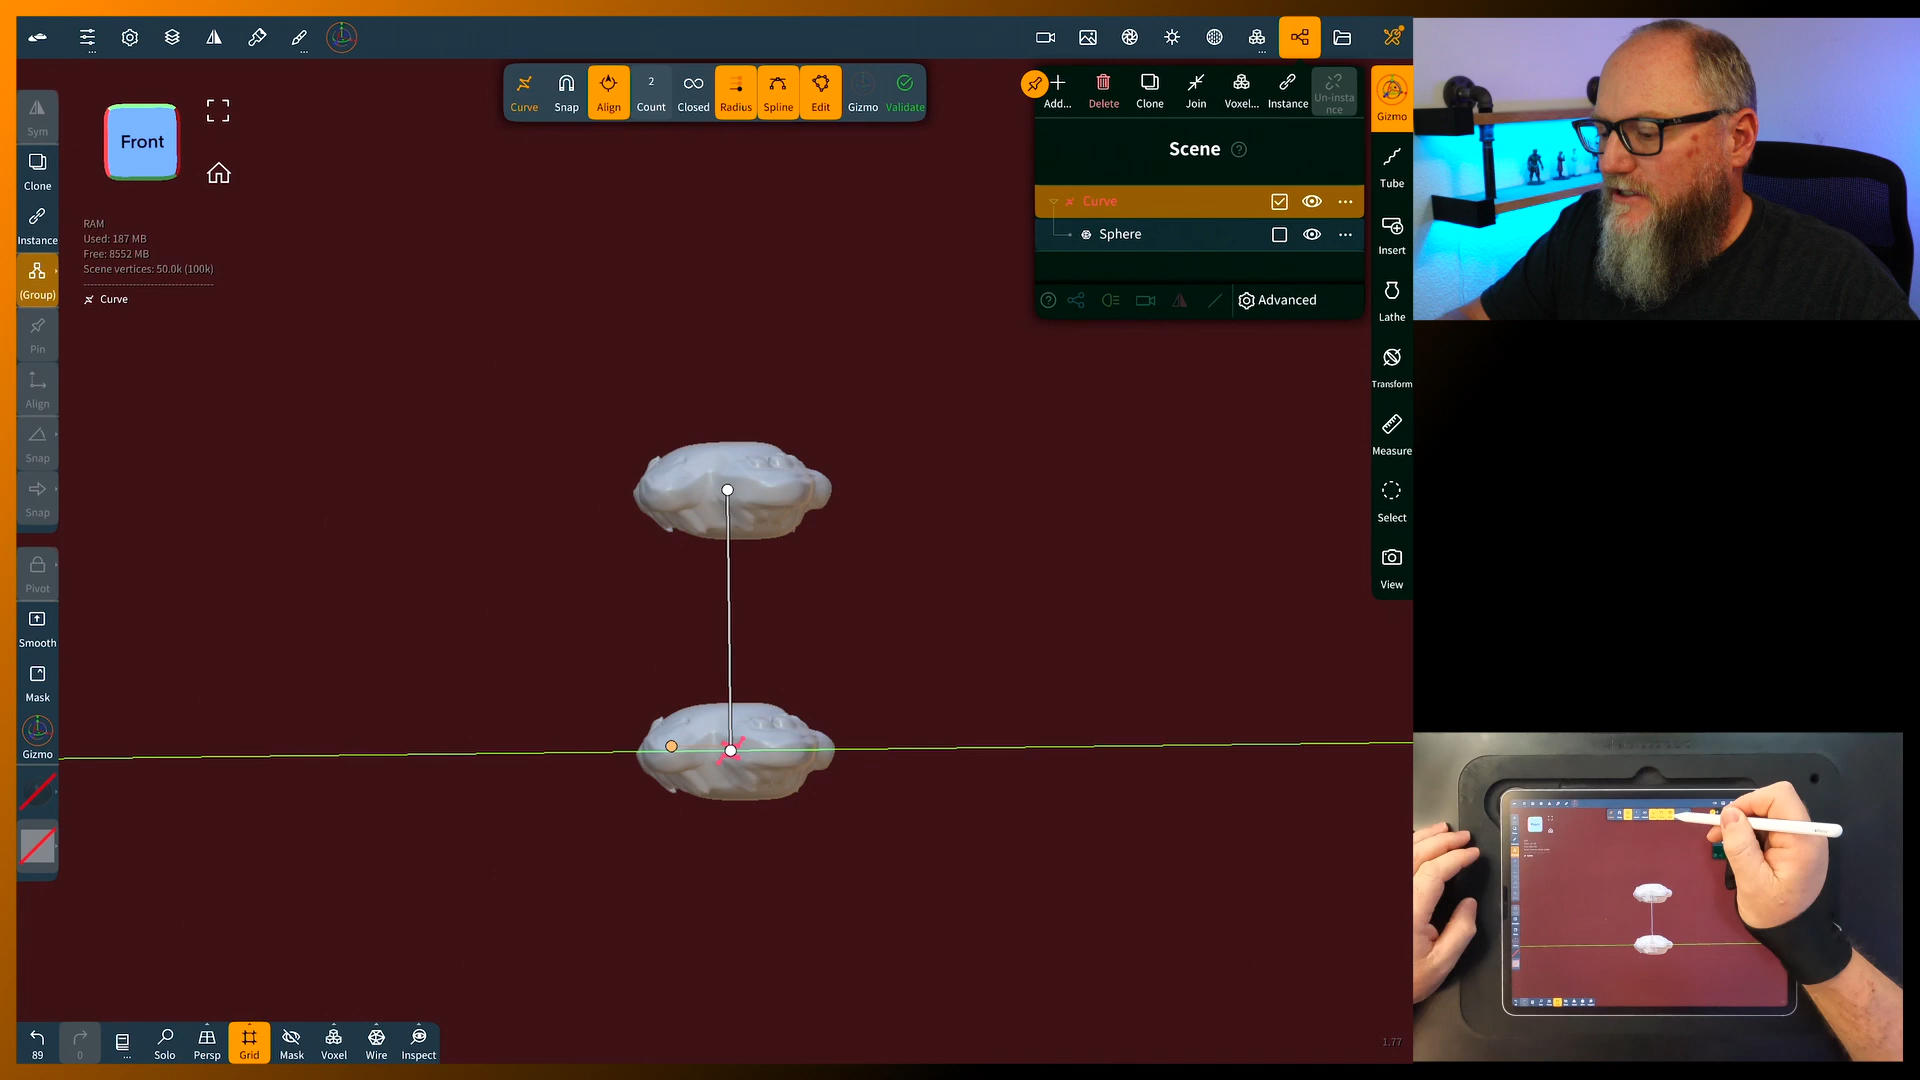 Curve
Snap
Align
2
Count
Closed
Radius
Spline
Edit
Gizmo
Validate
Add...
Delete
Clone
Join
Voxel...
Instance
Un-insta
nce
Gizmo
Sym
Clone
Instance
(Group)
Pin
Align
Snap
Snap
Pivot
Smooth
Mask
Gizmo
Front
RAM
Used: 187 MB
Free: 8552 MB
Scene vertices: 50.0k (100k)
Curve
Scene
Curve
Sphere
Advanced
Tube
Insert
Lathe
Transform
Measure
Select
View
89
0
...
Solo
Persp
Grid
Mask
Voxel
Wire
Inspect
1.77